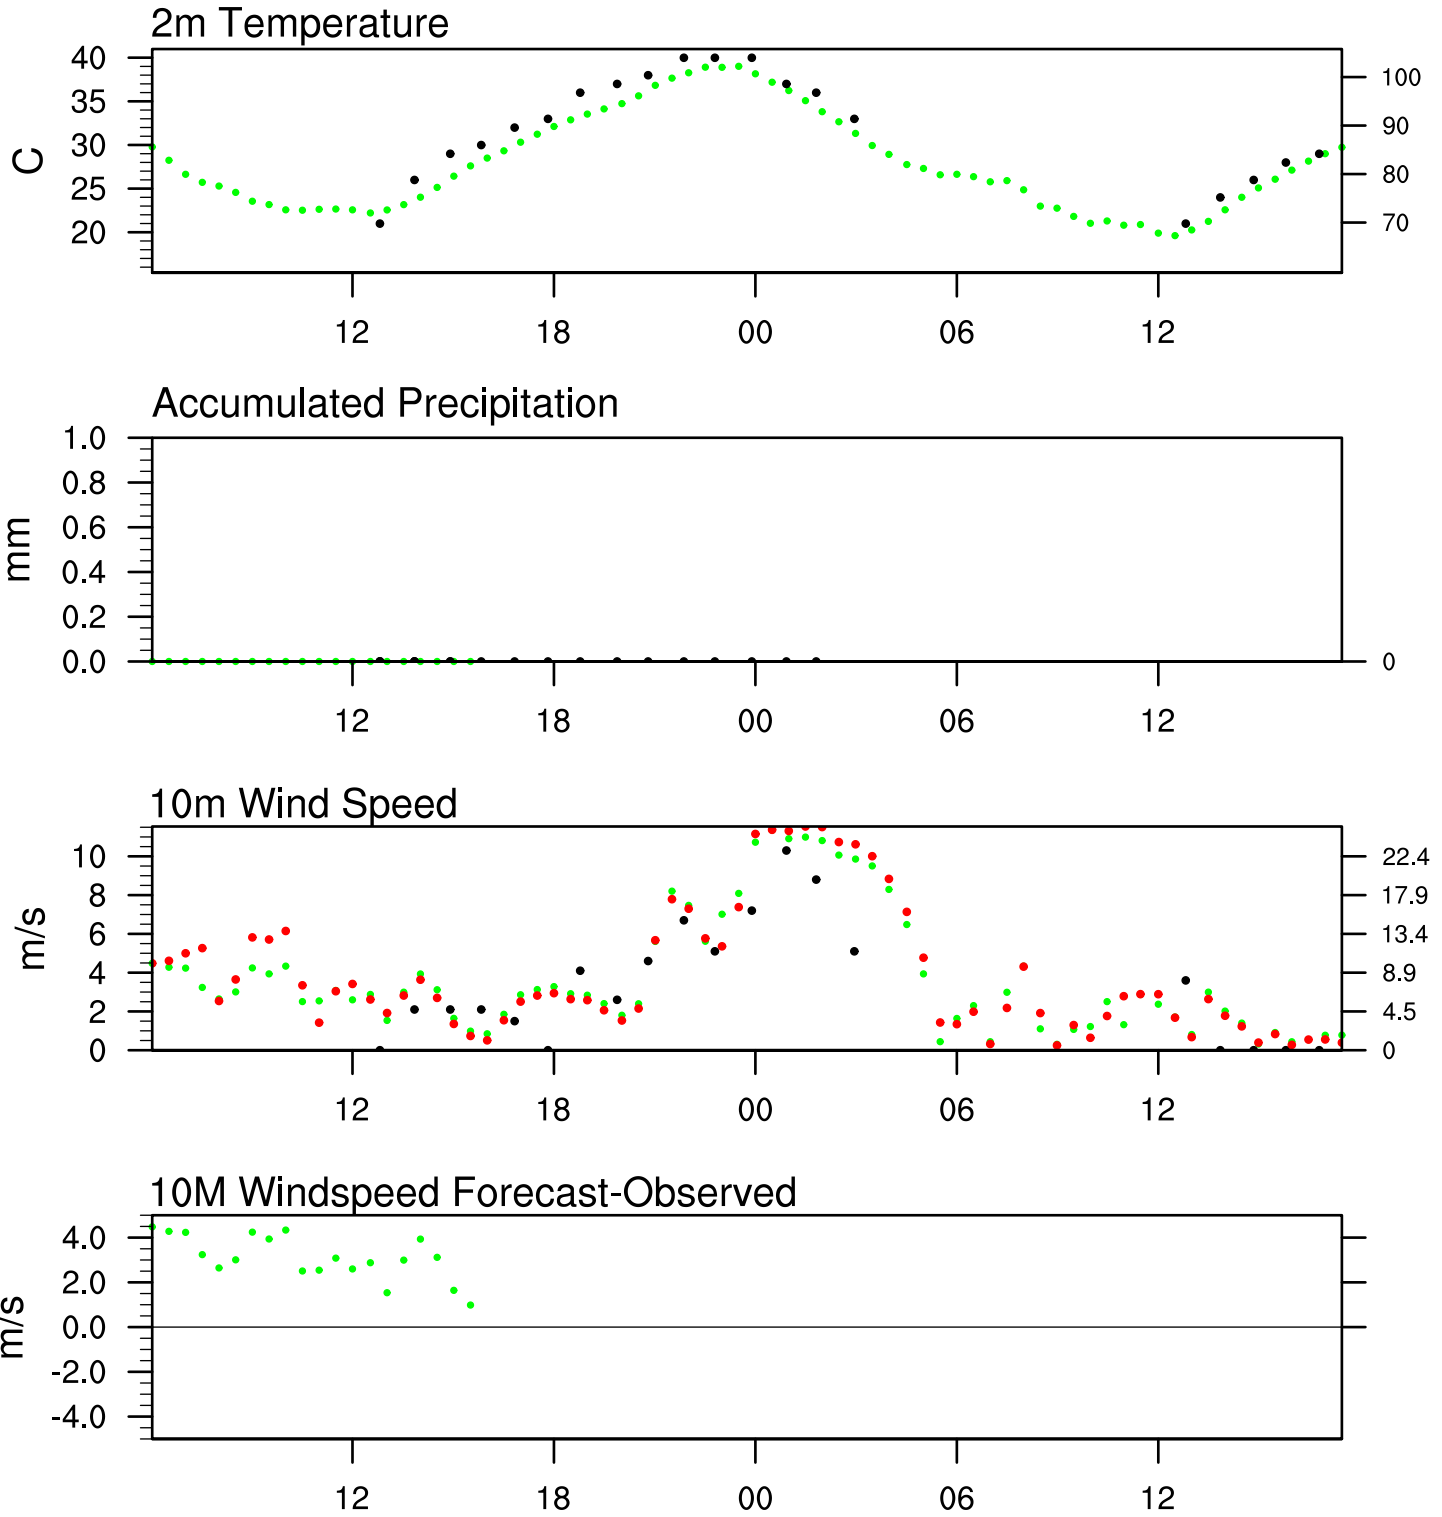 2m Temperature
40
35
30
25
20
C
100
90
80
70
12 18 00 06 12
Accumulated Precipitation
1.0
0.8
0.6
0.4
0.2
0.0
mm
0
12 18 00 06 12
10m Wind Speed
10
8
6
4
2
0
m/s
22.4
17.9
13.4
8.9
4.5
0
12 18 00 06 12
10M Windspeed Forecast-Observed
4.0
2.0
0.0
-2.0
-4.0
m/s
12 18 00 06 12